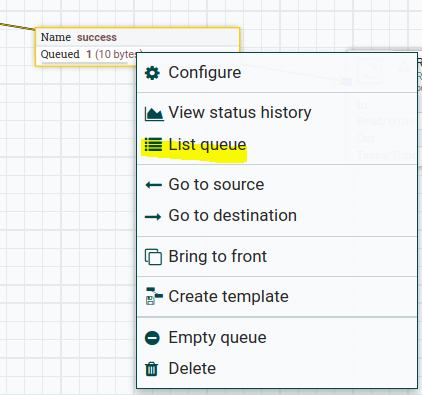 Name success
Queued 1 (10 bytes)
Configure
View status history
List queue
Go to source
Go to destination
Bring to front
Create template
Empty queue
Delete